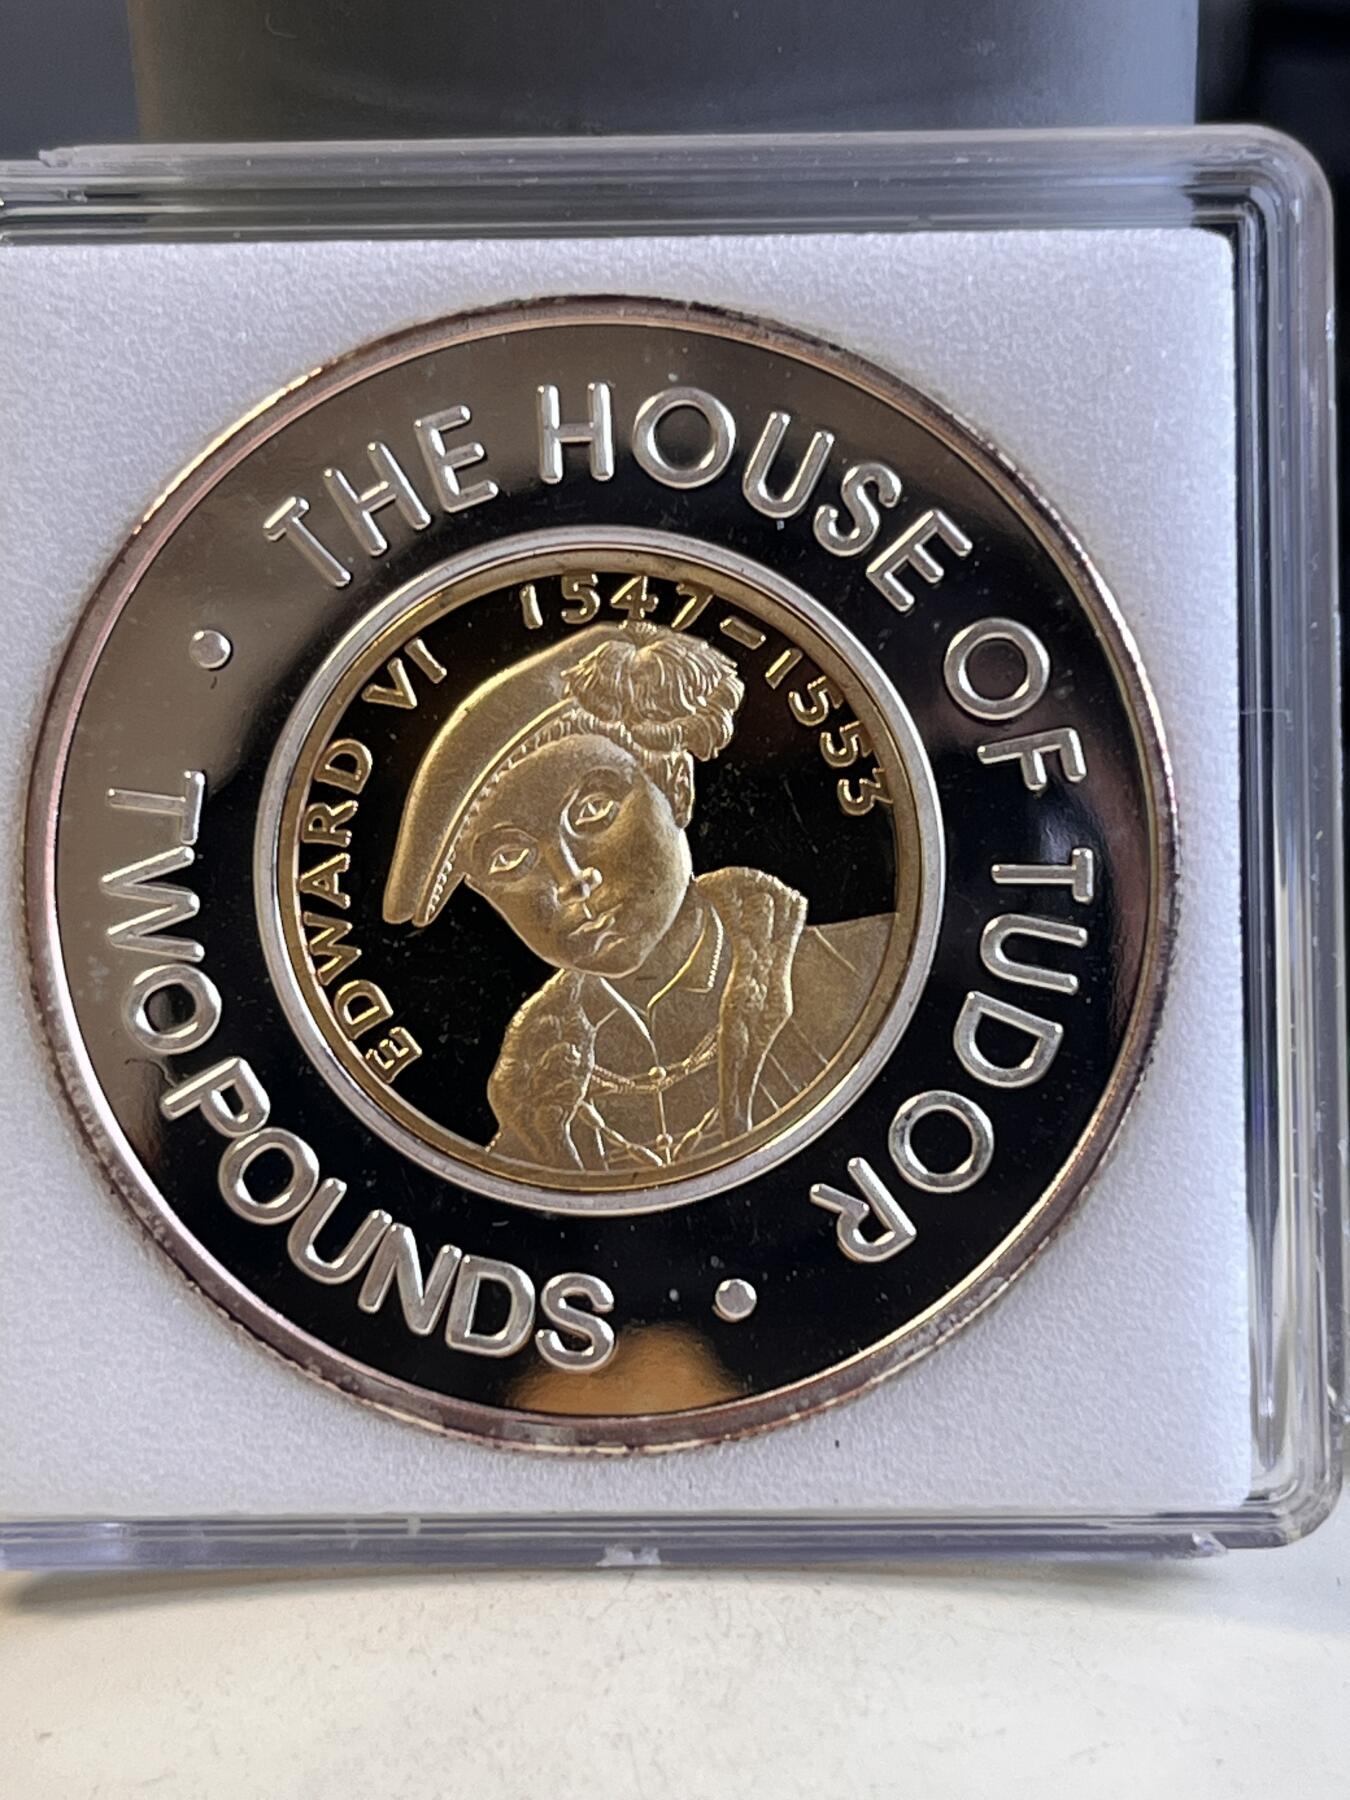 THE HOUSE OF TUDOR
TWO POUNDS
EDWARD VI 1547-1553